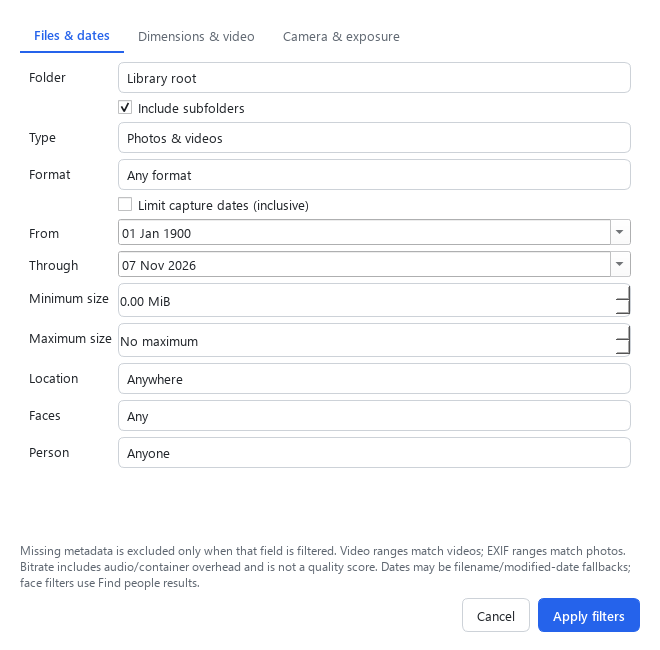 Files & dates Dimensions & video Camera & exposure
Folder Library root
Include subfolders
Type Photos & videos
Format Any format
Limit capture dates (inclusive)
From 01 Jan 1900
Through 07 Nov 2026
Minimum size 0.00 MiB
Maximum size No maximum
Location Anywhere
Faces Any
Person Anyone
Missing metadata is excluded only when that field is filtered. Video ranges match videos; EXIF ranges match photos.
Bitrate includes audio/container overhead and is not a quality score. Dates may be filename/modified-date fallbacks;
face filters use Find people results.
Cancel Apply filters